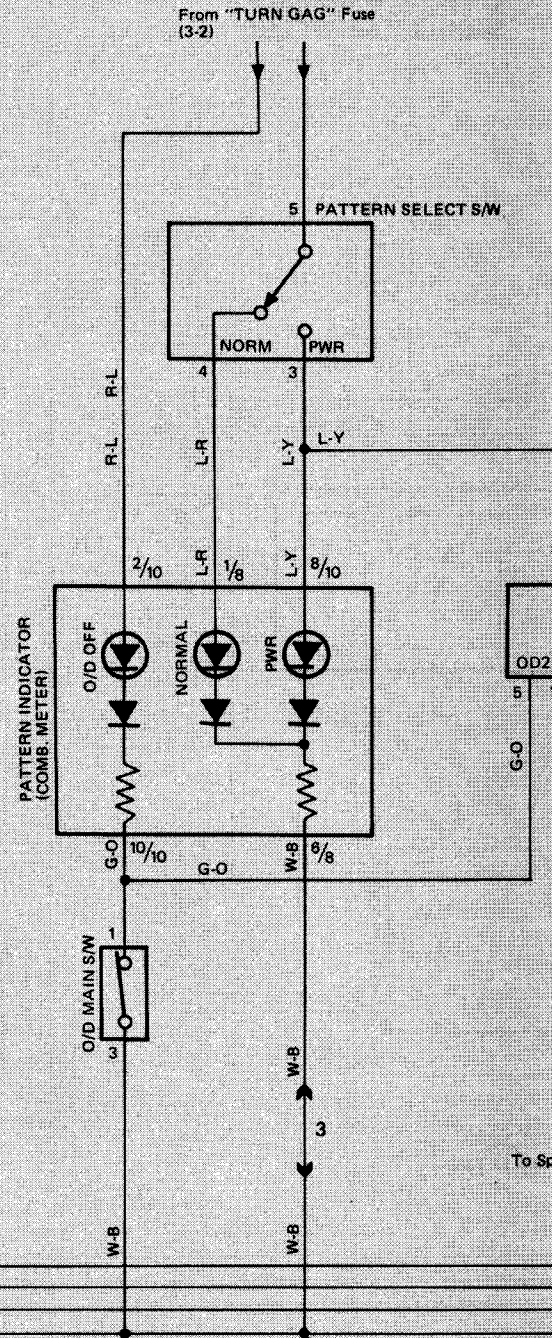 From "TURN GAG" Fuse
(3-2)
5 PATTERN SELECT S/W
NORM PWR
4 3
R-L
R-L
L-R
L-Y
L-Y
L-R
L-Y
2/10
1/8
8/10
PATTERN INDICATOR
(COMB. METER)
O/D OFF
NORMAL
PWR
OD2
5
G-O
G-O
10/10
G-O
W-B
6/8
1
O/D MAIN S/W
3
W-B
3
To Sp
W-B
W-B